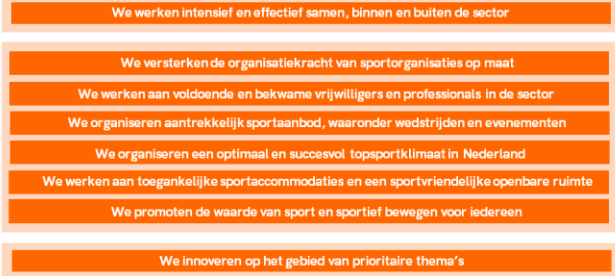 We werken intensief en effectief samen, binnen en buiten de sector
We versterken de organisatiekracht van sportorganisaties op maat
We werken aan voldoende en bekwame vrijwilligers en professionals in de sector
We organiseren aantrekkelijk sportaanbod, waaronder wedstrijden en evenementen
We organiseren een optimaal en succesvol topsportklimaat in Nederland
We werken aan toegankelijke sportaccommodaties en een sportvriendelijke openbare ruimte
We promoten de waarde van sport en sportief bewegen voor iedereen
We innoveren op het gebied van prioritaire thema's